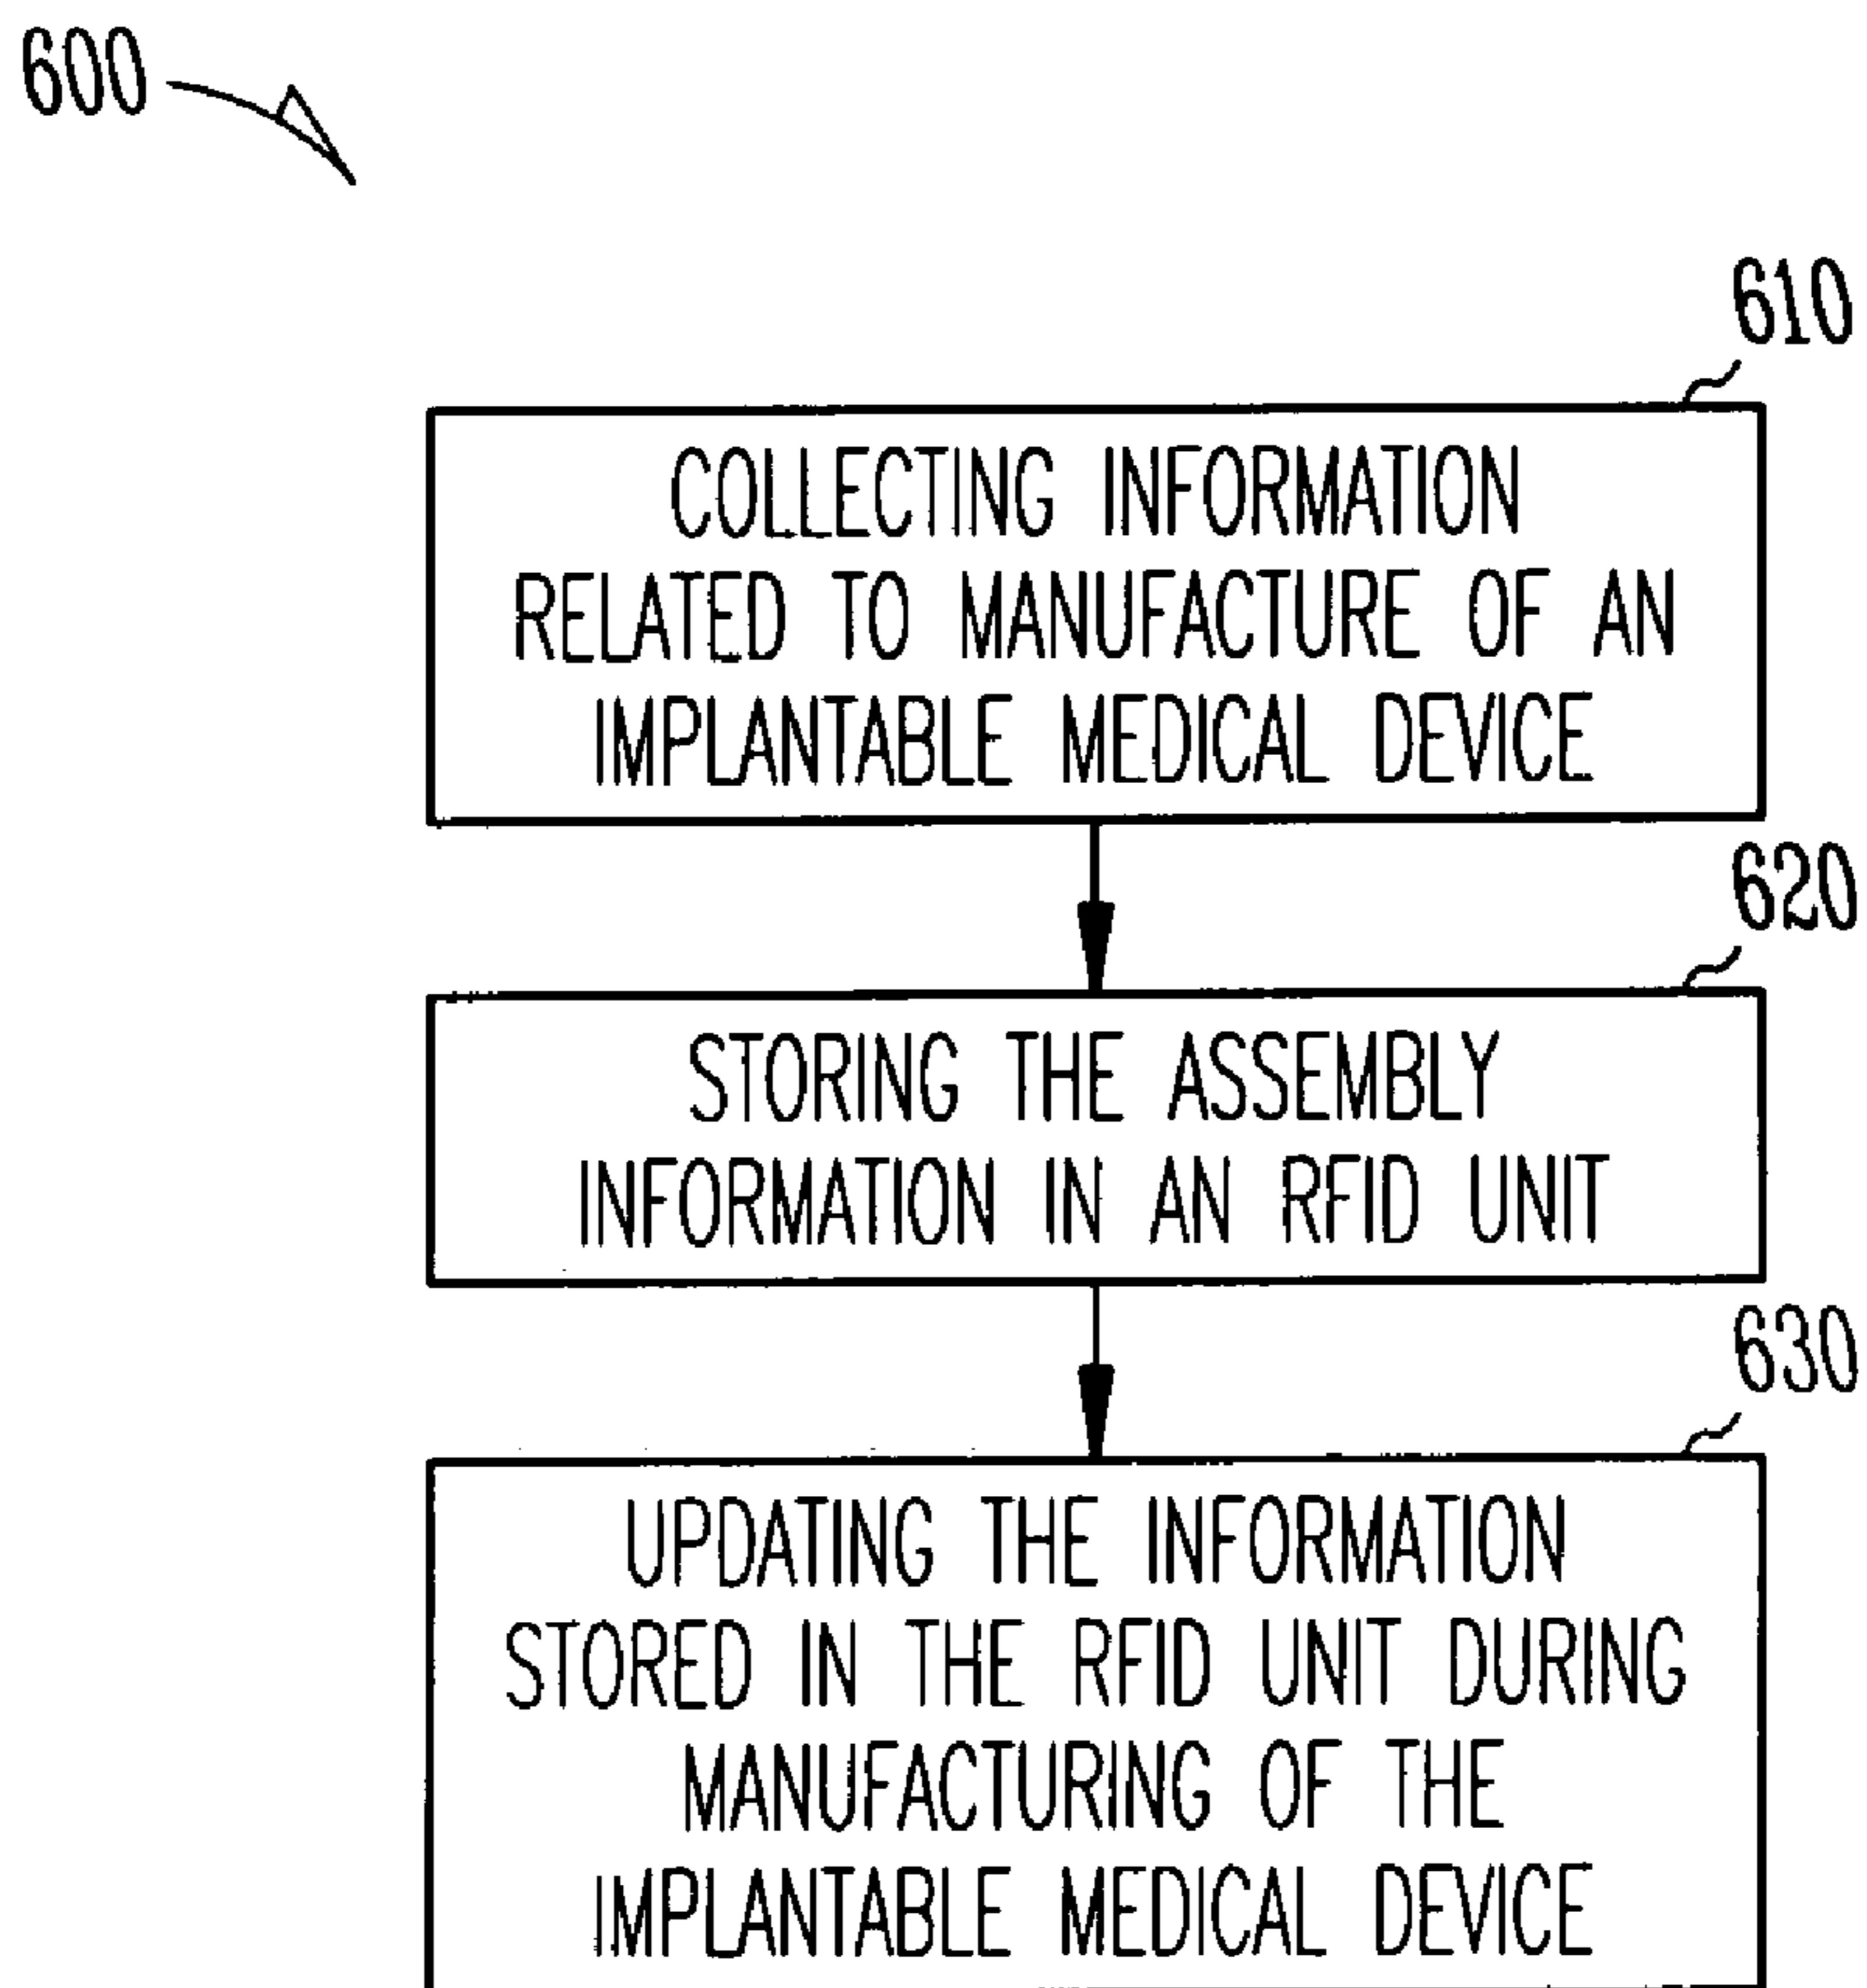 600
610
COLLECTING INFORMATION
RELATED TO MANUFACTURE OF AN
IMPLANTABLE MEDICAL DEVICE
620
STORING THE ASSEMBLY
INFORMATION IN AN RFID UNIT
630
UPDATING THE INFORMATION
STORED IN THE RFID UNIT DURING
MANUFACTURING OF THE
IMPLANTABLE MEDICAL DEVICE